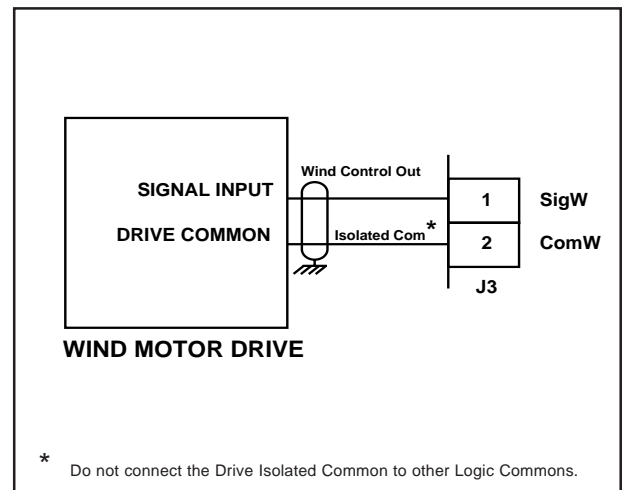 Wind Control Out
SIGNAL INPUT
1 SigW
DRIVE COMMON
Isolated Com *
2 ComW
J3
WIND MOTOR DRIVE
* Do not connect the Drive Isolated Common to other Logic Commons.